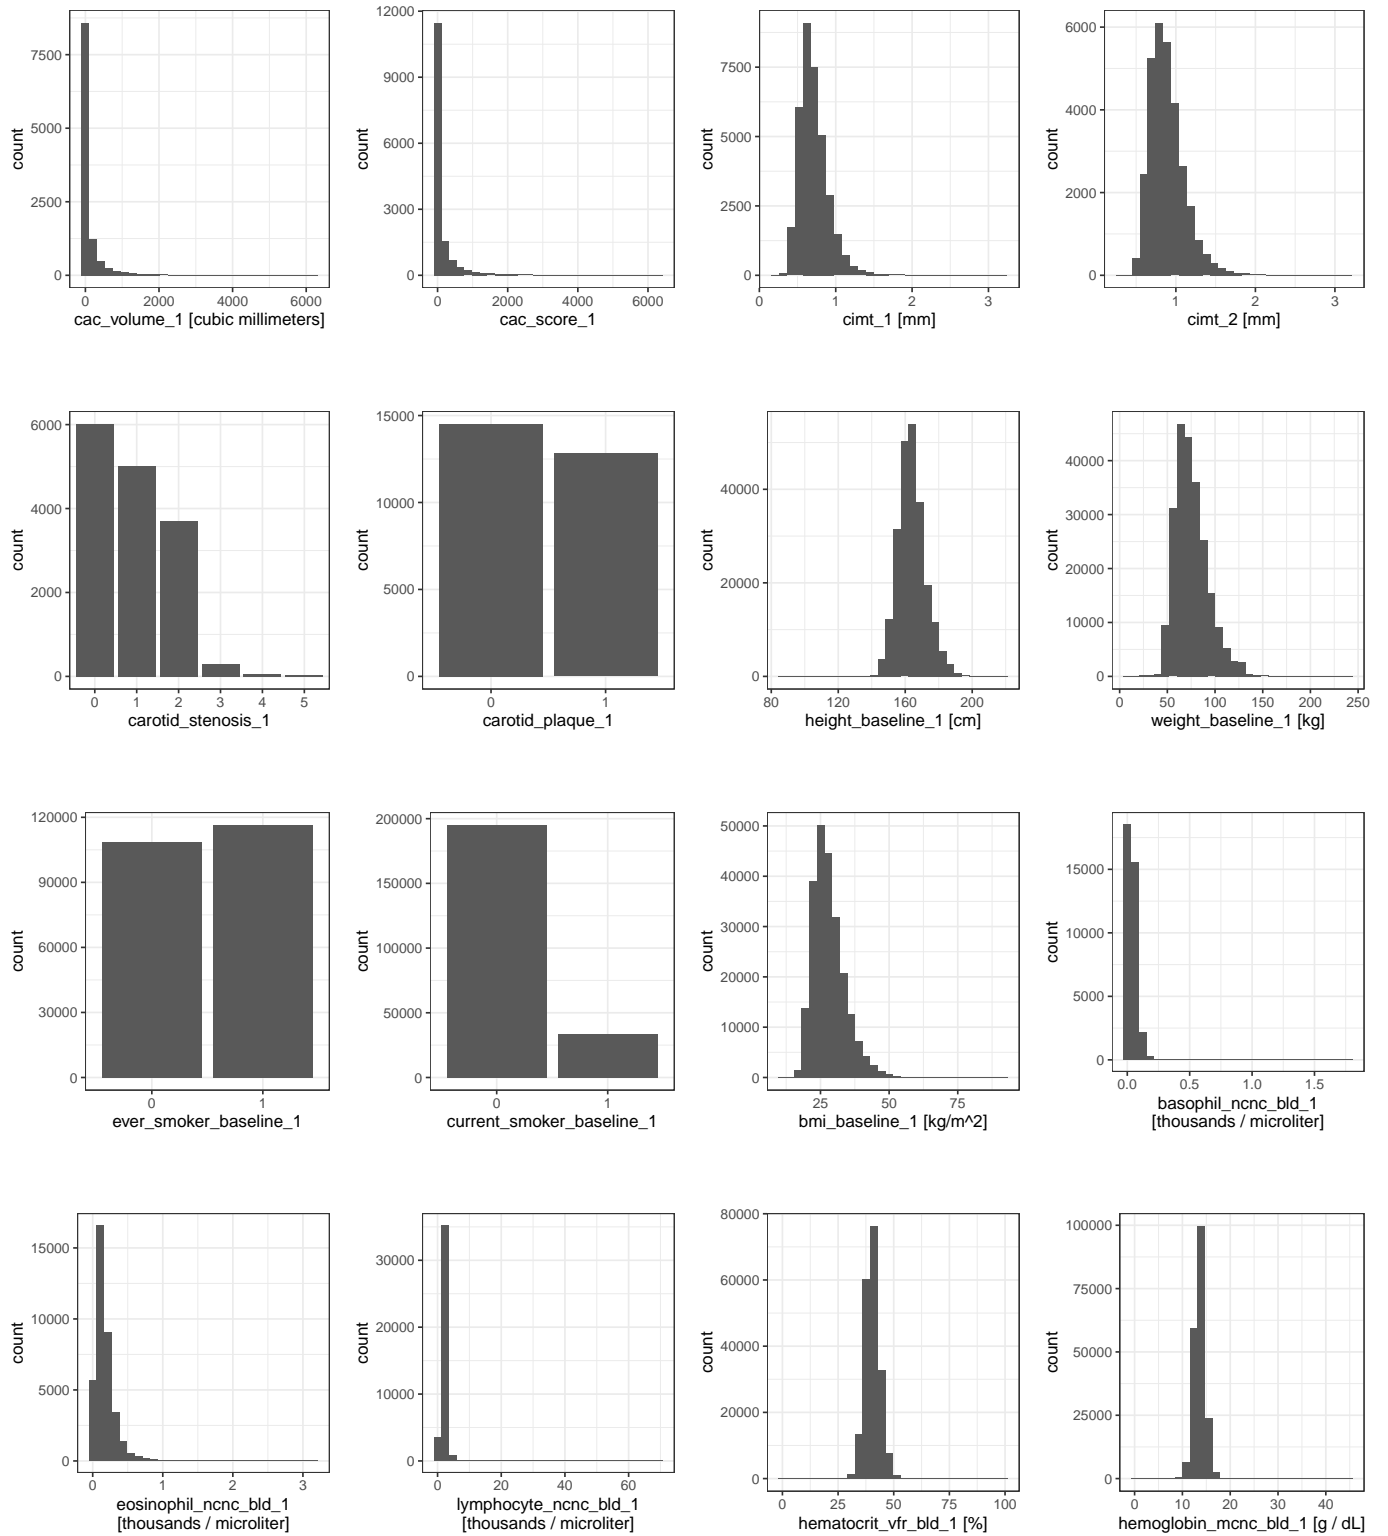 count
7500
5000
2500
0
0 2000 4000 6000
cac_volume_1 [cubic millimeters]
count
12000
9000
6000
3000
0
0 2000 4000 6000
cac_score_1
count
7500
5000
2500
0
0 1 2 3
cimt_1 [mm]
count
6000
4000
2000
0
1 2 3
cimt_2 [mm]
count
6000
4000
2000
0
0 1 2 3 4 5
carotid_stenosis_1
count
15000
10000
5000
0
0 1
carotid_plaque_1
count
40000
20000
0
80 120 160 200
height_baseline_1 [cm]
count
40000
30000
20000
10000
0
0 50 100 150 200 250
weight_baseline_1 [kg]
count
120000
90000
60000
30000
0
0 1
ever_smoker_baseline_1
count
200000
150000
100000
50000
0
0 1
current_smoker_baseline_1
count
50000
40000
30000
20000
10000
0
25 50 75
bmi_baseline_1 [kg/m^2]
count
15000
10000
5000
0
0.0 0.5 1.0 1.5
basophil_ncnc_bld_1
[thousands / microliter]
count
15000
10000
5000
0
0 1 2 3
eosinophil_ncnc_bld_1
[thousands / microliter]
count
30000
20000
10000
0
0 20 40 60
lymphocyte_ncnc_bld_1
[thousands / microliter]
count
80000
60000
40000
20000
0
0 25 50 75 100
hematocrit_vfr_bld_1 [%]
count
100000
75000
50000
25000
0
0 10 20 30 40
hemoglobin_mcnc_bld_1 [g / dL]